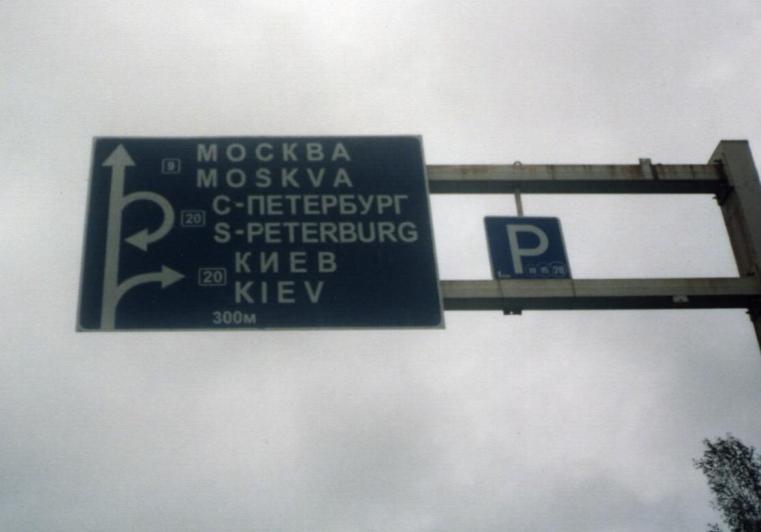 9 МОСКВА
MOSKVA
20 С-ПЕТЕРБУРГ
S-PETERBURG
20 КИЕВ
KIEV
300м
P